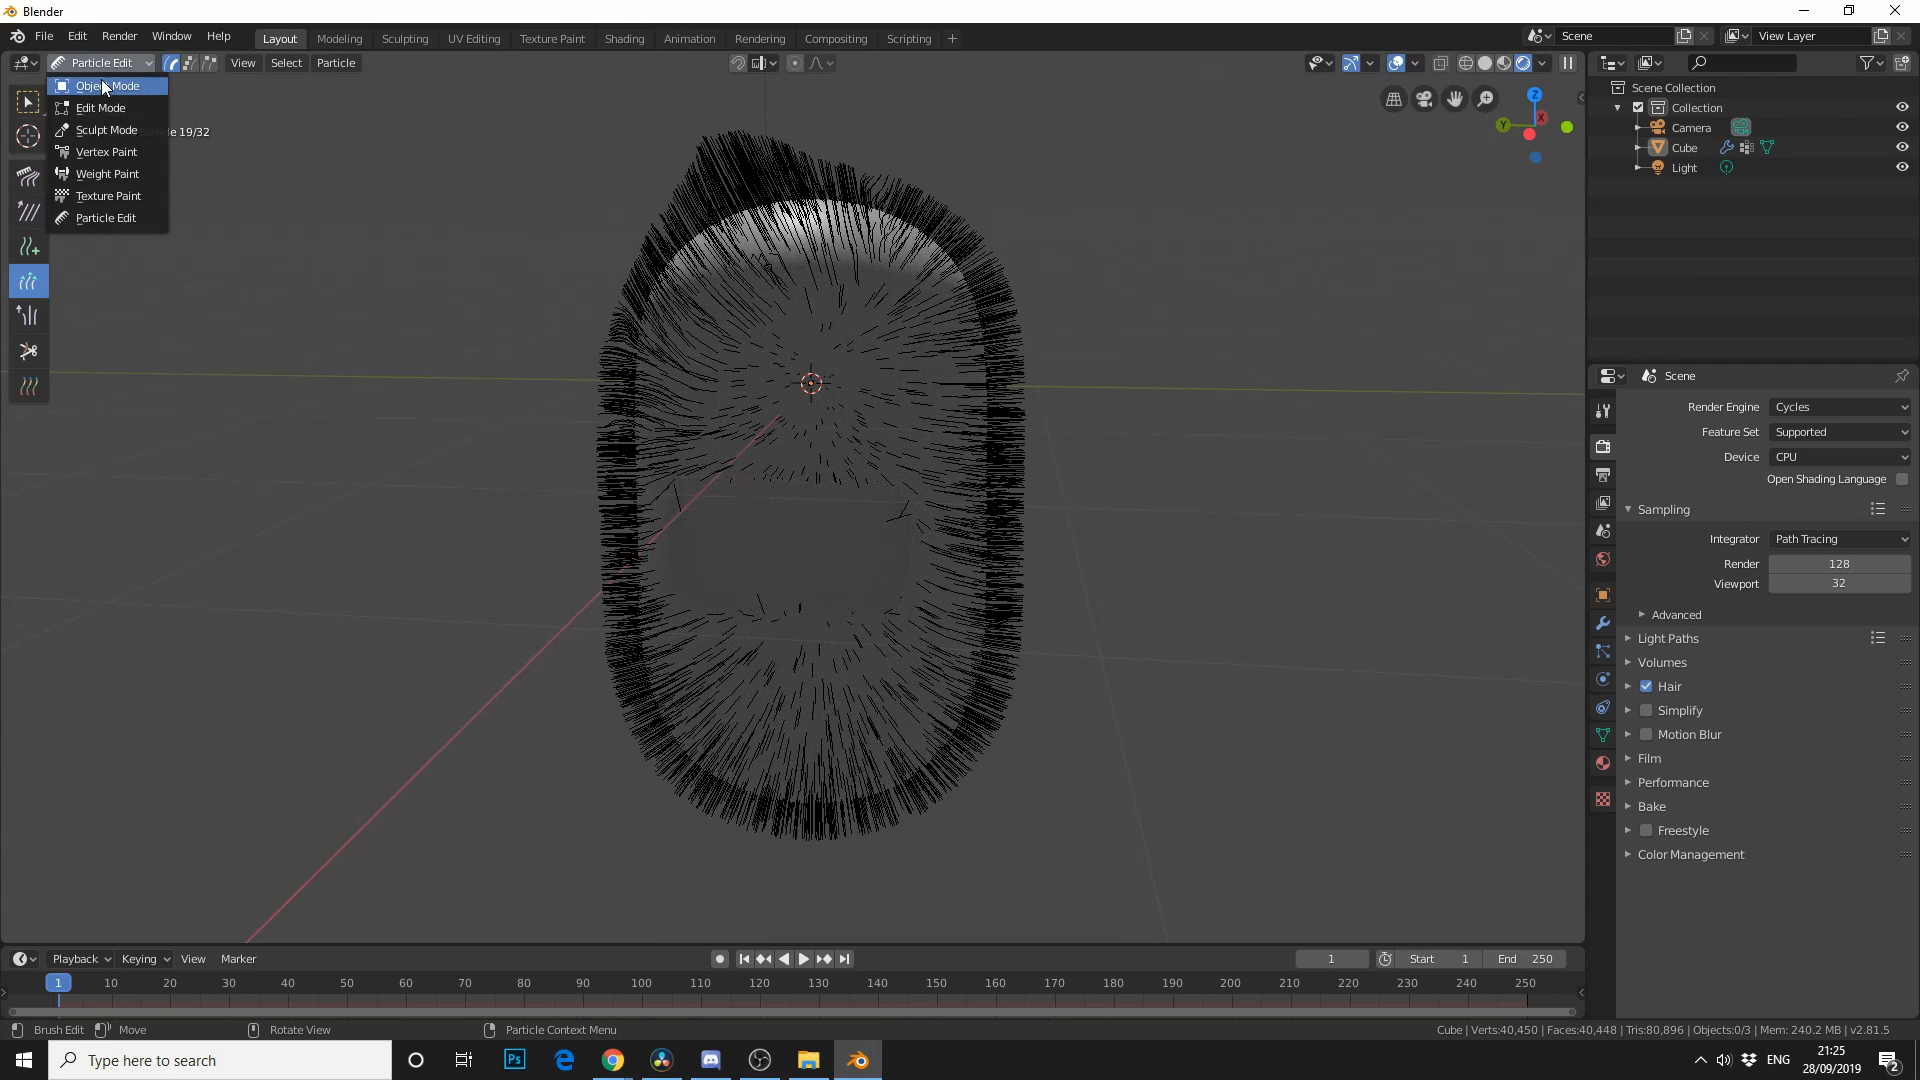 Blender
File Edit Render Window Help
Layout Modeling Sculpting UV Editing Texture Paint Shading Animation Rendering Compositing Scripting +
Scene
View Layer
Particle Edit
View Select Particle
Object Mode
Edit Mode
Sculpt Mode
Vertex Paint
Weight Paint
Texture Paint
Particle Edit
19/32
Z
X
Y
Scene Collection
Collection
Camera
Cube
Light
Scene
Render Engine Cycles
Feature Set Supported
Device CPU
Open Shading Language
Sampling
Integrator Path Tracing
Render 128
Viewport 32
Advanced
Light Paths
Volumes
Hair
Simplify
Motion Blur
Film
Performance
Bake
Freestyle
Color Management
Playback Keying View Marker
1 Start 1 End 250
1 10 20 30 40 50 60 70 80 90 100 110 120 130 140 150 160 170 180 190 200 210 220 230 240 250
Brush Edit Move Rotate View Particle Context Menu
Cube | Verts:40,450 | Faces:40,448 | Tris:80,896 | Objects:0/3 | Mem: 240.2 MB | v2.81.5
Type here to search
Ps
ENG
21:25
28/09/2019
2